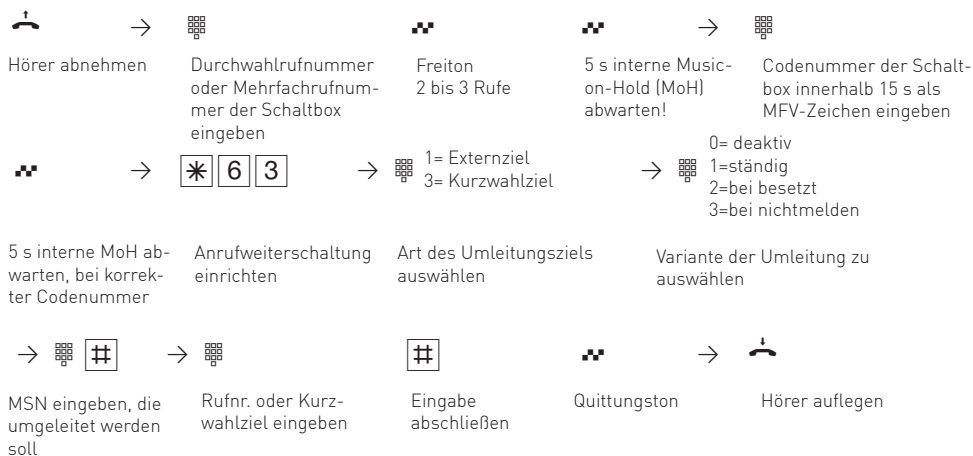 Hörer abnehmen
Durchwahlrufnummer
oder Mehrfachrufnum-
mer der Schaltbox
eingeben
Freiton
2 bis 3 Rufe
5 s interne Music-
on-Hold (MoH)
abwarten!
Codenummer der Schalt-
box innerhalb 15 s als
MFV-Zeichen eingeben
* 6 3
1= Externziel
3= Kurzwahlziel
0= deaktiv
1=ständig
2=bei besetzt
3=bei nichtmelden
5 s interne MoH ab-
warten, bei korrek-
ter Codenummer
Anrufweiterschaltung
einrichten
Art des Umleitungsziels
auswählen
Variante der Umleitung zu
auswählen
#
#
MSN eingeben, die
umgeleitet werden
soll
Rufnr. oder Kurz-
wahlziel eingeben
Eingabe
abschließen
Quittungston
Hörer auflegen